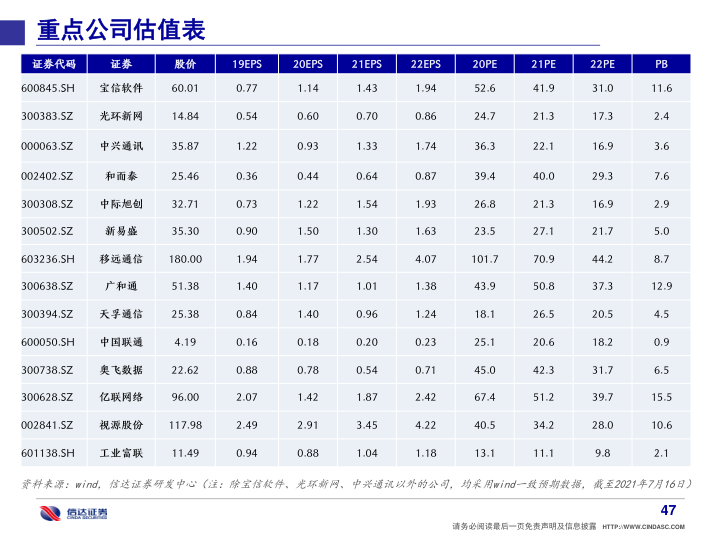 重点公司估值表
证券代码 证券 股价 19EPS 20EPS 21EPS 22EPS 20PE 21PE 22PE PB
600845.SH 宝信软件 60.01 0.77 1.14 1.43 1.94 52.6 41.9 31.0 11.6
300383.SZ 光环新网 14.84 0.54 0.60 0.70 0.86 24.7 21.3 17.3 2.4
000063.SZ 中兴通讯 35.87 1.22 0.93 1.33 1.74 36.3 22.1 16.9 3.6
002402.SZ 和而泰 25.46 0.36 0.44 0.64 0.87 39.4 40.0 29.3 7.6
300308.SZ 中际旭创 32.71 0.73 1.22 1.54 1.93 26.8 21.3 16.9 2.9
300502.SZ 新易盛 35.30 0.90 1.50 1.30 1.63 23.5 27.1 21.7 5.0
603236.SH 移远通信 180.00 1.94 1.77 2.54 4.07 101.7 70.9 44.2 8.7
300638.SZ 广和通 51.38 1.40 1.17 1.01 1.38 43.9 50.8 37.3 12.9
300394.SZ 天孚通信 25.38 0.84 1.40 0.96 1.24 18.1 26.5 20.5 4.5
600050.SH 中国联通 4.19 0.16 0.18 0.20 0.23 25.1 20.6 18.2 0.9
300738.SZ 奥飞数据 22.62 0.88 0.78 0.54 0.71 45.0 42.3 31.7 6.5
300628.SZ 亿联网络 96.00 2.07 1.42 1.87 2.42 67.4 51.2 39.7 15.5
002841.SZ 视源股份 117.98 2.49 2.91 3.45 4.22 40.5 34.2 28.0 10.6
601138.SH 工业富联 11.49 0.94 0.88 1.04 1.18 13.1 11.1 9.8 2.1
资料来源：wind，信达证券研发中心（注：除宝信软件、光环新网、中兴通讯以外的公司，均采用wind一致预期数据，截至2021年7月16日）
信达证券
CINDA SECURITIES
47
请务必阅读最后一页免责声明及信息披露 HTTP://WWW.CINDASC.COM